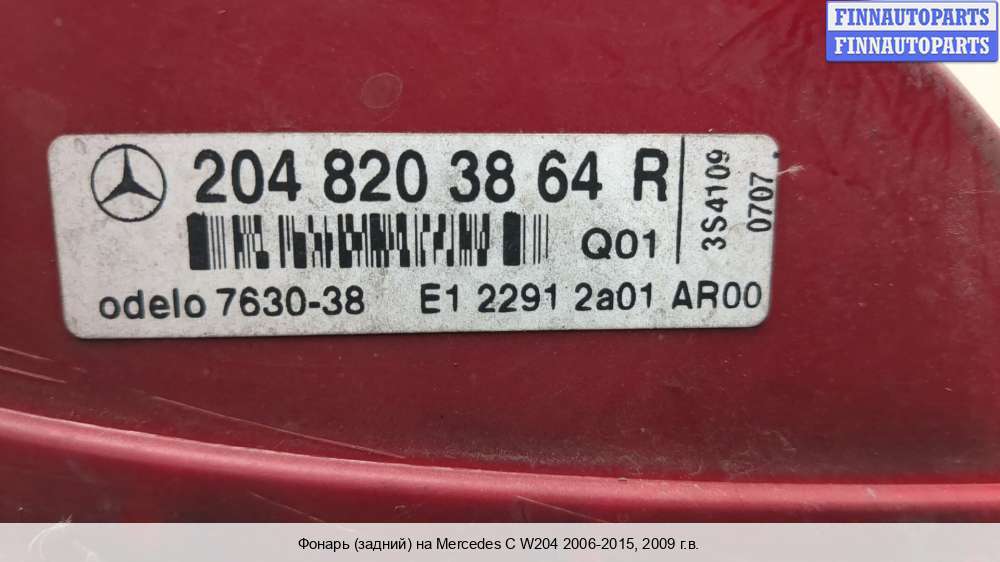 FINNAUTOPARTS
FINNAUTOPARTS
204 820 38 64 R
Q01
3S4109
0707
odelo 7630-38 E1 2291 2a01 AR00
Фонарь (задний) на Mercedes C W204 2006-2015, 2009 г.в.